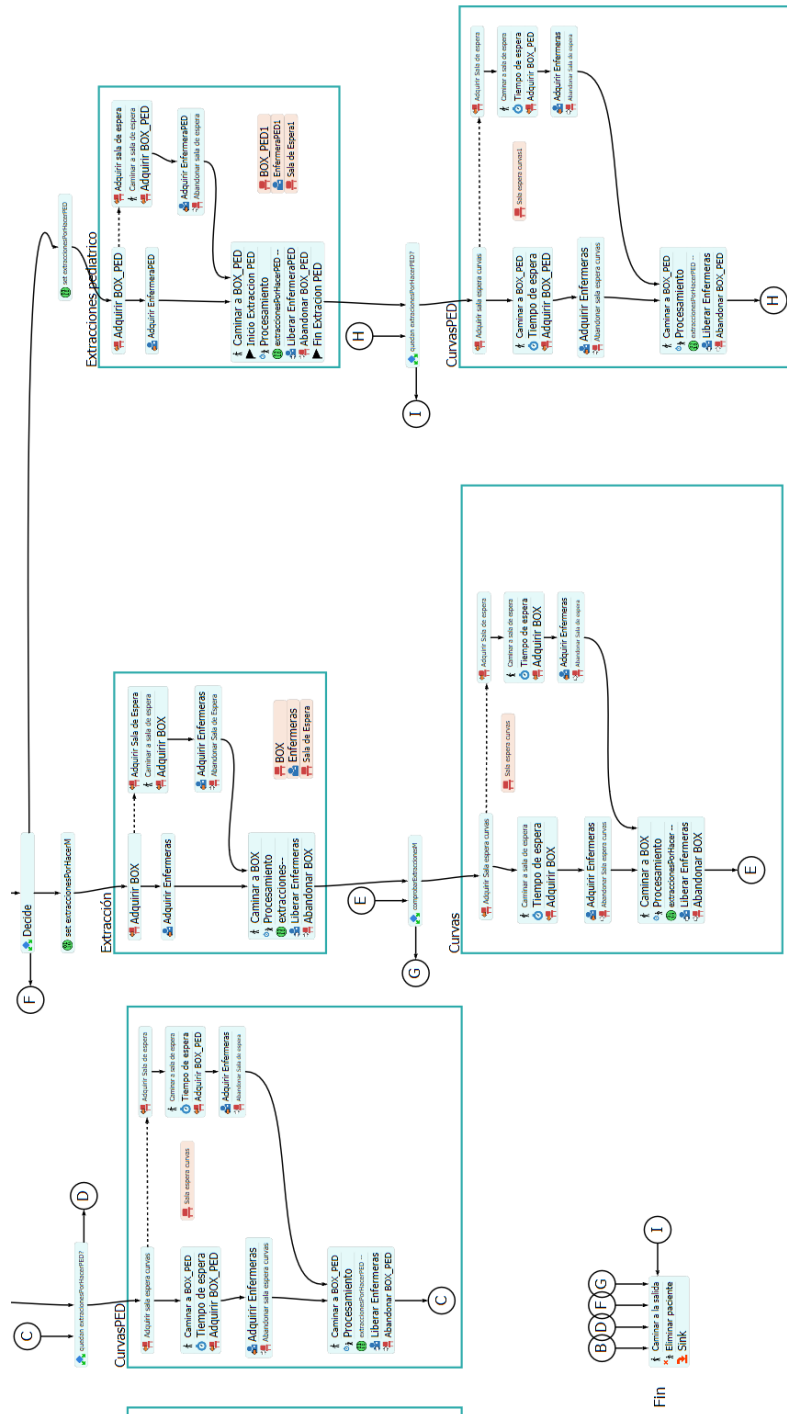 Decide
F
set extraccionesPorHacerM
set extraccionesPorHacerPED
Extracciones pediatrico
Adquirir BOX_PED
Adquirir EnfermeraPED
Adquirir sala de espera
Caminar a sala de espera
Adquirir BOX_PED
Adquirir EnfermeraPED
Abandonar sala de espera
Caminar a BOX_PED
Inicio Extraccion PED
Procesamiento
extraccionesPorHacerPED --
Liberar EnfermeraPED
Abandonar BOX_PED
Fin Extracion PED
BOX_PED1
EnfermeraPED1
Sala de Espera1
H
quedan extracionesPorHacerPED?
I
CurvasPED
Adquirir sala espera curvas
Caminar a BOX_PED
Tiempo de espera
Adquirir BOX_PED
Adquirir Enfermeras
Abandonar sala espera curvas
Sala espera curvas1
Adquirir Sala de espera
Caminar a sala de espera
Tiempo de espera
Adquirir BOX_PED
Adquirir Enfermeras
Abandonar Sala de espera
Caminar a BOX_PED
Procesamiento
extraccionesPorHacerPED --
Liberar Enfermeras
Abandonar BOX_PED
H
Extracción
Adquirir BOX
Adquirir Enfermeras
Adquirir Sala de Espera
Caminar a sala de espera
Adquirir BOX
Adquirir Enfermeras
Abandonar Sala de Espera
Caminar a BOX
Procesamiento
extracciones--
Liberar Enfermeras
Abandonar BOX
BOX
Enfermeras
Sala de Espera
E
comprobarExtraccionesM
G
Curvas
Adquirir Sala espera curvas
Caminar a sala de espera
Tiempo de espera
Adquirir BOX
Adquirir Enfermeras
Abandonar Sala espera curvas
Sala espera curvas
Adquirir Sala de espera
Caminar a sala de espera
Tiempo de espera
Adquirir BOX
Adquirir Enfermeras
Abandonar Sala de espera
Caminar a BOX
Procesamiento
extraccionesPorHacer --
Liberar Enfermeras
Abandonar BOX
E
C
quedan extracionesPorHacerPED?
D
CurvasPED
Adquirir sala espera curvas
Caminar a BOX_PED
Tiempo de espera
Adquirir BOX_PED
Adquirir Enfermeras
Abandonar sala espera curvas
Sala espera curvas
Adquirir Sala de espera
Caminar a sala de espera
Tiempo de espera
Adquirir BOX_PED
Adquirir Enfermeras
Abandonar Sala de espera
Caminar a BOX_PED
Procesamiento
extraccionesPorHacerPED --
Liberar Enfermeras
Abandonar BOX_PED
C
Fin
B
D
F
G
I
Caminar a la salida
Eliminar paciente
Sink